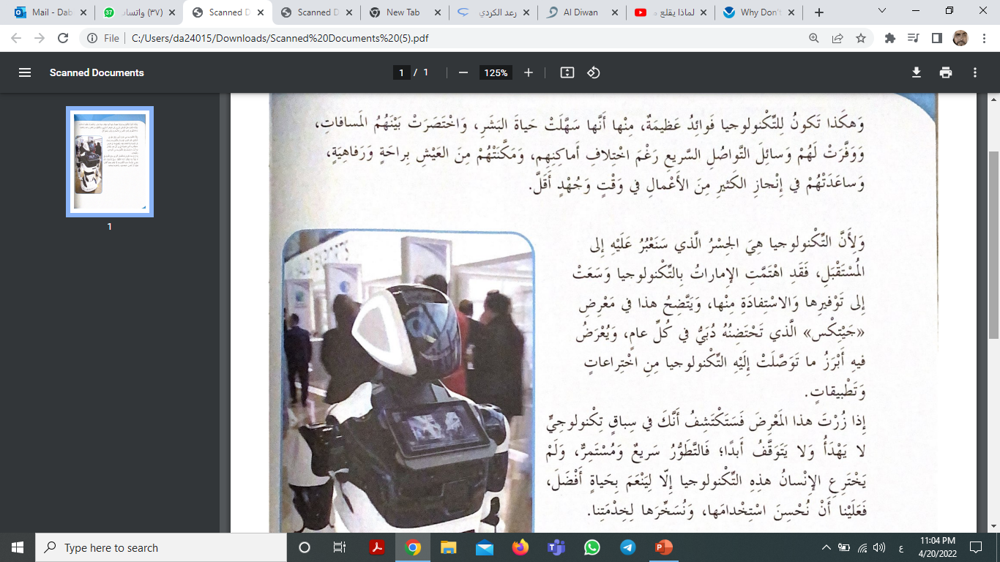 Mail - Dab
(٣٧) واتساب
37
Scanned D
Scanned D
New Tab
رعد الكردي
Al Diwan
لماذا يقلع
Why Don't
File
C:/Users/da24015/Downloads/Scanned%20Documents%20(5).pdf
Scanned Documents
1 / 1
125%
1
وَهكَذا تَكونُ لِلتِّكْنولوجيا فَوائدُ عَظيمَةٌ، مِنْها أَنَّها سَهَّلَتْ حَياةَ البَشَرِ، وَاخْتَصَرَتْ بَيْنَهُمُ المَسافاتِ،
وَوَفَّرَتْ لَهُمْ وَسائِلَ التَّواصُلِ السَّريعِ رَغْمَ اخْتِلافِ أَماكِنِهِم، وَمَكَّنَتْهُمْ مِنَ العَيْشِ بِراحَةٍ وَرَفاهِيَةٍ،
وَساعَدَتْهُمْ في إِنْجازِ الكَثيرِ مِنَ الأَعْمالِ في وَقْتٍ وَجُهْدٍ أَقَلَّ.
وَلِأَنَّ التِّكْنولوجيا هِيَ الجِسْرُ الَّذي سَنَعْبُرُ عَلَيْهِ إِلى
المُسْتَقْبَلِ، فَقَدِ اهْتَمَّتِ الإِماراتُ بِالتِّكْنولوجيا وَسَعَتْ
إِلى تَوْفيرِها وَالاسْتِفادَةِ مِنْها، وَيَتَّضِحُ هذا في مَعْرِضِ
«جَيْتِكْس» الَّذي تَحْتَضِنُهُ دُبَيُّ في كُلِّ عامٍ، وَيُعْرَضُ
فيهِ أَبْرَزُ ما تَوَصَّلَتْ إِلَيْهِ التِّكْنولوجيا مِنِ اخْتِراعاتٍ
وَتَطْبيقاتٍ.
إِذا زُرْتَ هذا المَعْرِضَ فَسَتَكْتَشِفُ أَنَّكَ في سِباقٍ تِكْنولوجِيٍّ
لا يَهْدَأُ وَلا يَتَوَقَّفُ أَبَدًا؛ فَالتَّطَوُّرُ سَريعٌ وَمُسْتَمِرٌّ، وَلَمْ
يَخْتَرِعِ الإِنْسانُ هذِهِ التِّكْنولوجيا إِلّا لِيَنْعَمَ بِحَياةٍ أَفْضَلَ،
فَعَلَيْنا أَنْ نُحْسِنَ اسْتِخْدامَها، وَنُسَخِّرَها لِخِدْمَتِنا.
Type here to search
ع
11:04 PM
4/20/2022